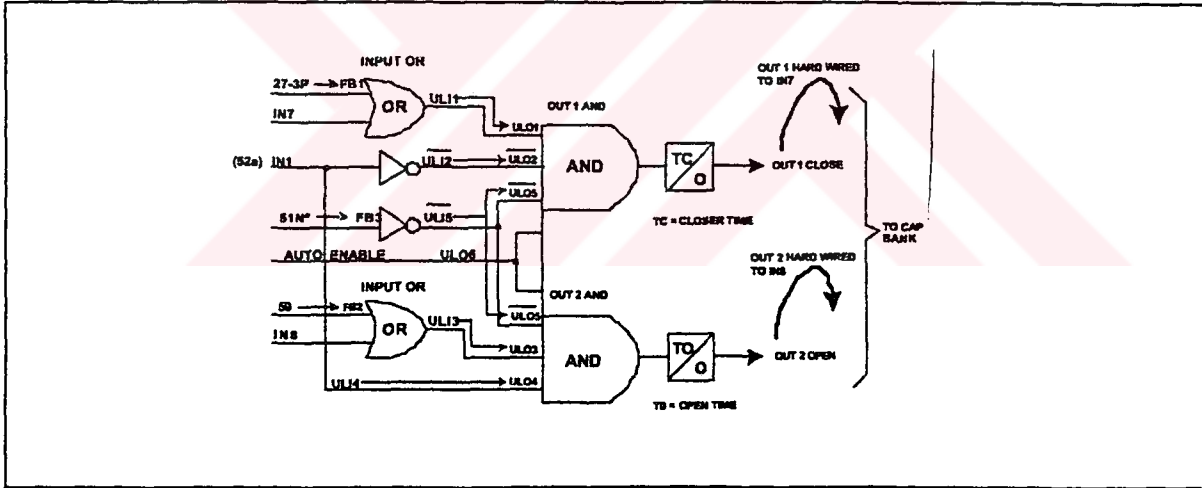 INPUT OR
27-3P → FB1
OR
ULI1
IN7
ULO1
OUT 1 AND
AND
TC
O
OUT 1 HARD WIRED
TO IN7
OUT 1 CLOSE
(52a) IN1
ULI2
ULO2
ULO5
51N → FB3
ULI5
TC = CLOSER TIME
TO CAP
BANK
AUTO ENABLE
ULO6
INPUT OR
59 → FB2
OR
ULI3
IN8
OUT 2 AND
ULO5
ULO3
AND
TO
O
OUT 2 HARD WIRED
TO IN8
OUT 2 OPEN
ULI4
ULO4
= OPEN TIME